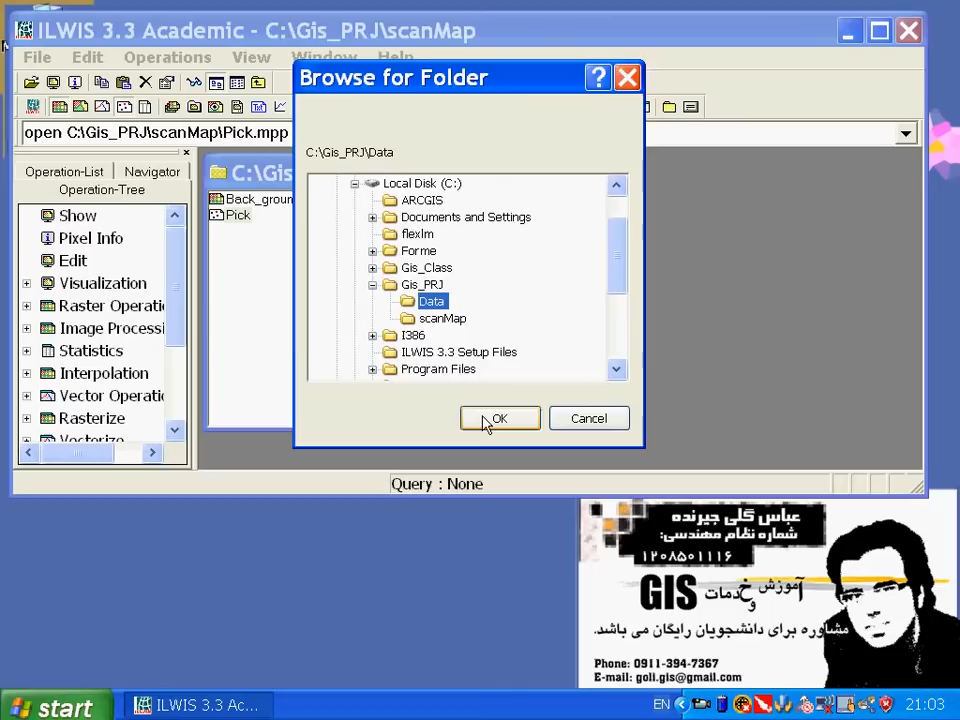 ILWIS 3.3 Academic - C:\Gis_PRJ\scanMap
File Edit Operations View Window Help
open C:\Gis_PRJ\scanMap\Pick.mpp
Operation-List Navigator
Operation-Tree
Show
Pixel Info
Edit
Visualization
Raster Operati
Image Processi
Statistics
Interpolation
Vector Operati
Rasterize
Vectorize
C:\Gis
Back_groun
Pick
Browse for Folder
C:\Gis_PRJ\Data
Local Disk (C:)
ARCGIS
Documents and Settings
flexlm
Forme
Gis_Class
Gis_PRJ
Data
scanMap
I386
ILWIS 3.3 Setup Files
Program Files
OK Cancel
Query : None
عباس گلی جیرنده
شماره نظام مهندسی:
۱۲۰۸۵۰۱۱۱۶
آموزش و خدمات GIS
مشاوره برای دانشجویان رایگان می باشد.
Phone: 0911-394-7367
E-mail: goli.gis@gmail.com
start ILWIS 3.3 Ac... EN 21:03